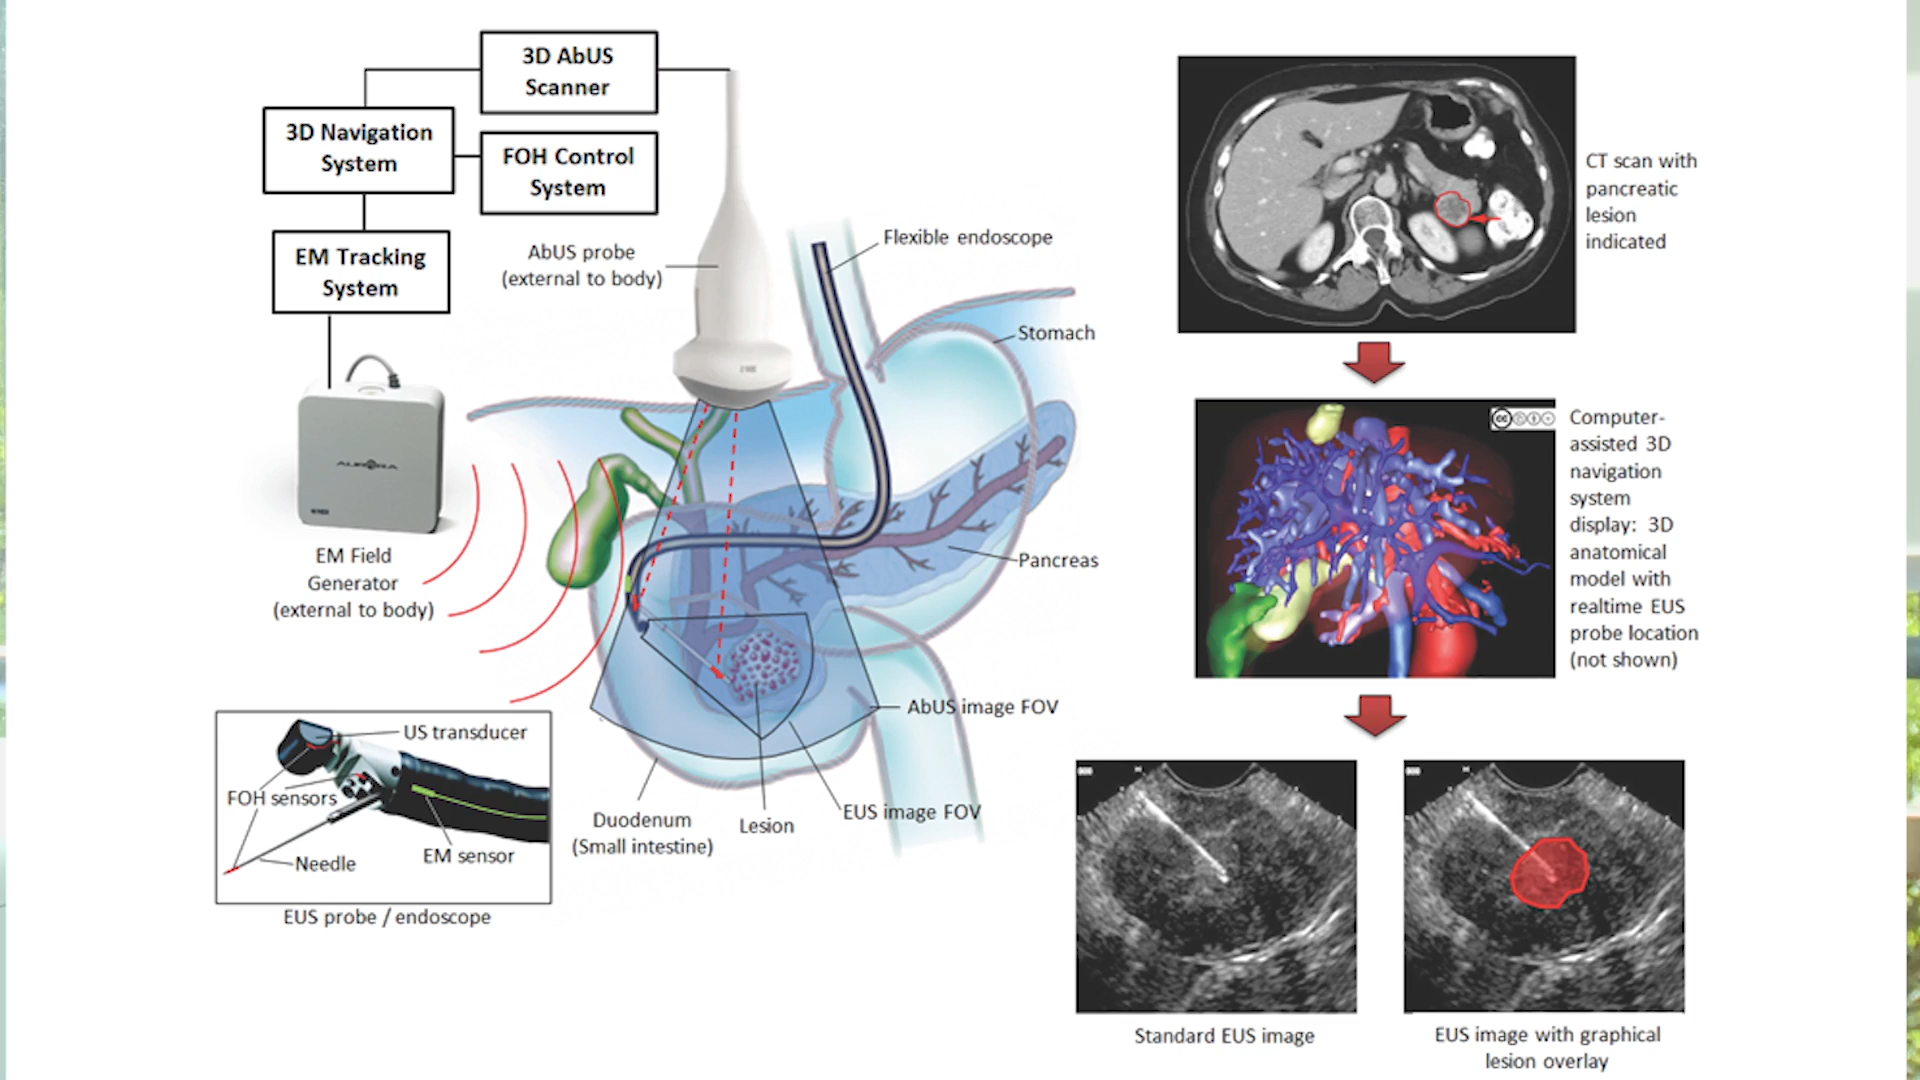 3D AbUS
Scanner
3D Navigation
System
FOH Control
System
EM Tracking
System
AbUS probe
(external to body)
Flexible endoscope
Stomach
AURORA
EM Field
Generator
(external to body)
Pancreas
AbUS image FOV
EUS image FOV
Lesion
Duodenum
(Small intestine)
US transducer
FOH sensors
EM sensor
Needle
EUS probe / endoscope
CT scan with
pancreatic
lesion
indicated
cc
Computer-
assisted 3D
navigation
system
display: 3D
anatomical
model with
realtime EUS
probe location
(not shown)
Standard EUS image
EUS image with graphical
lesion overlay